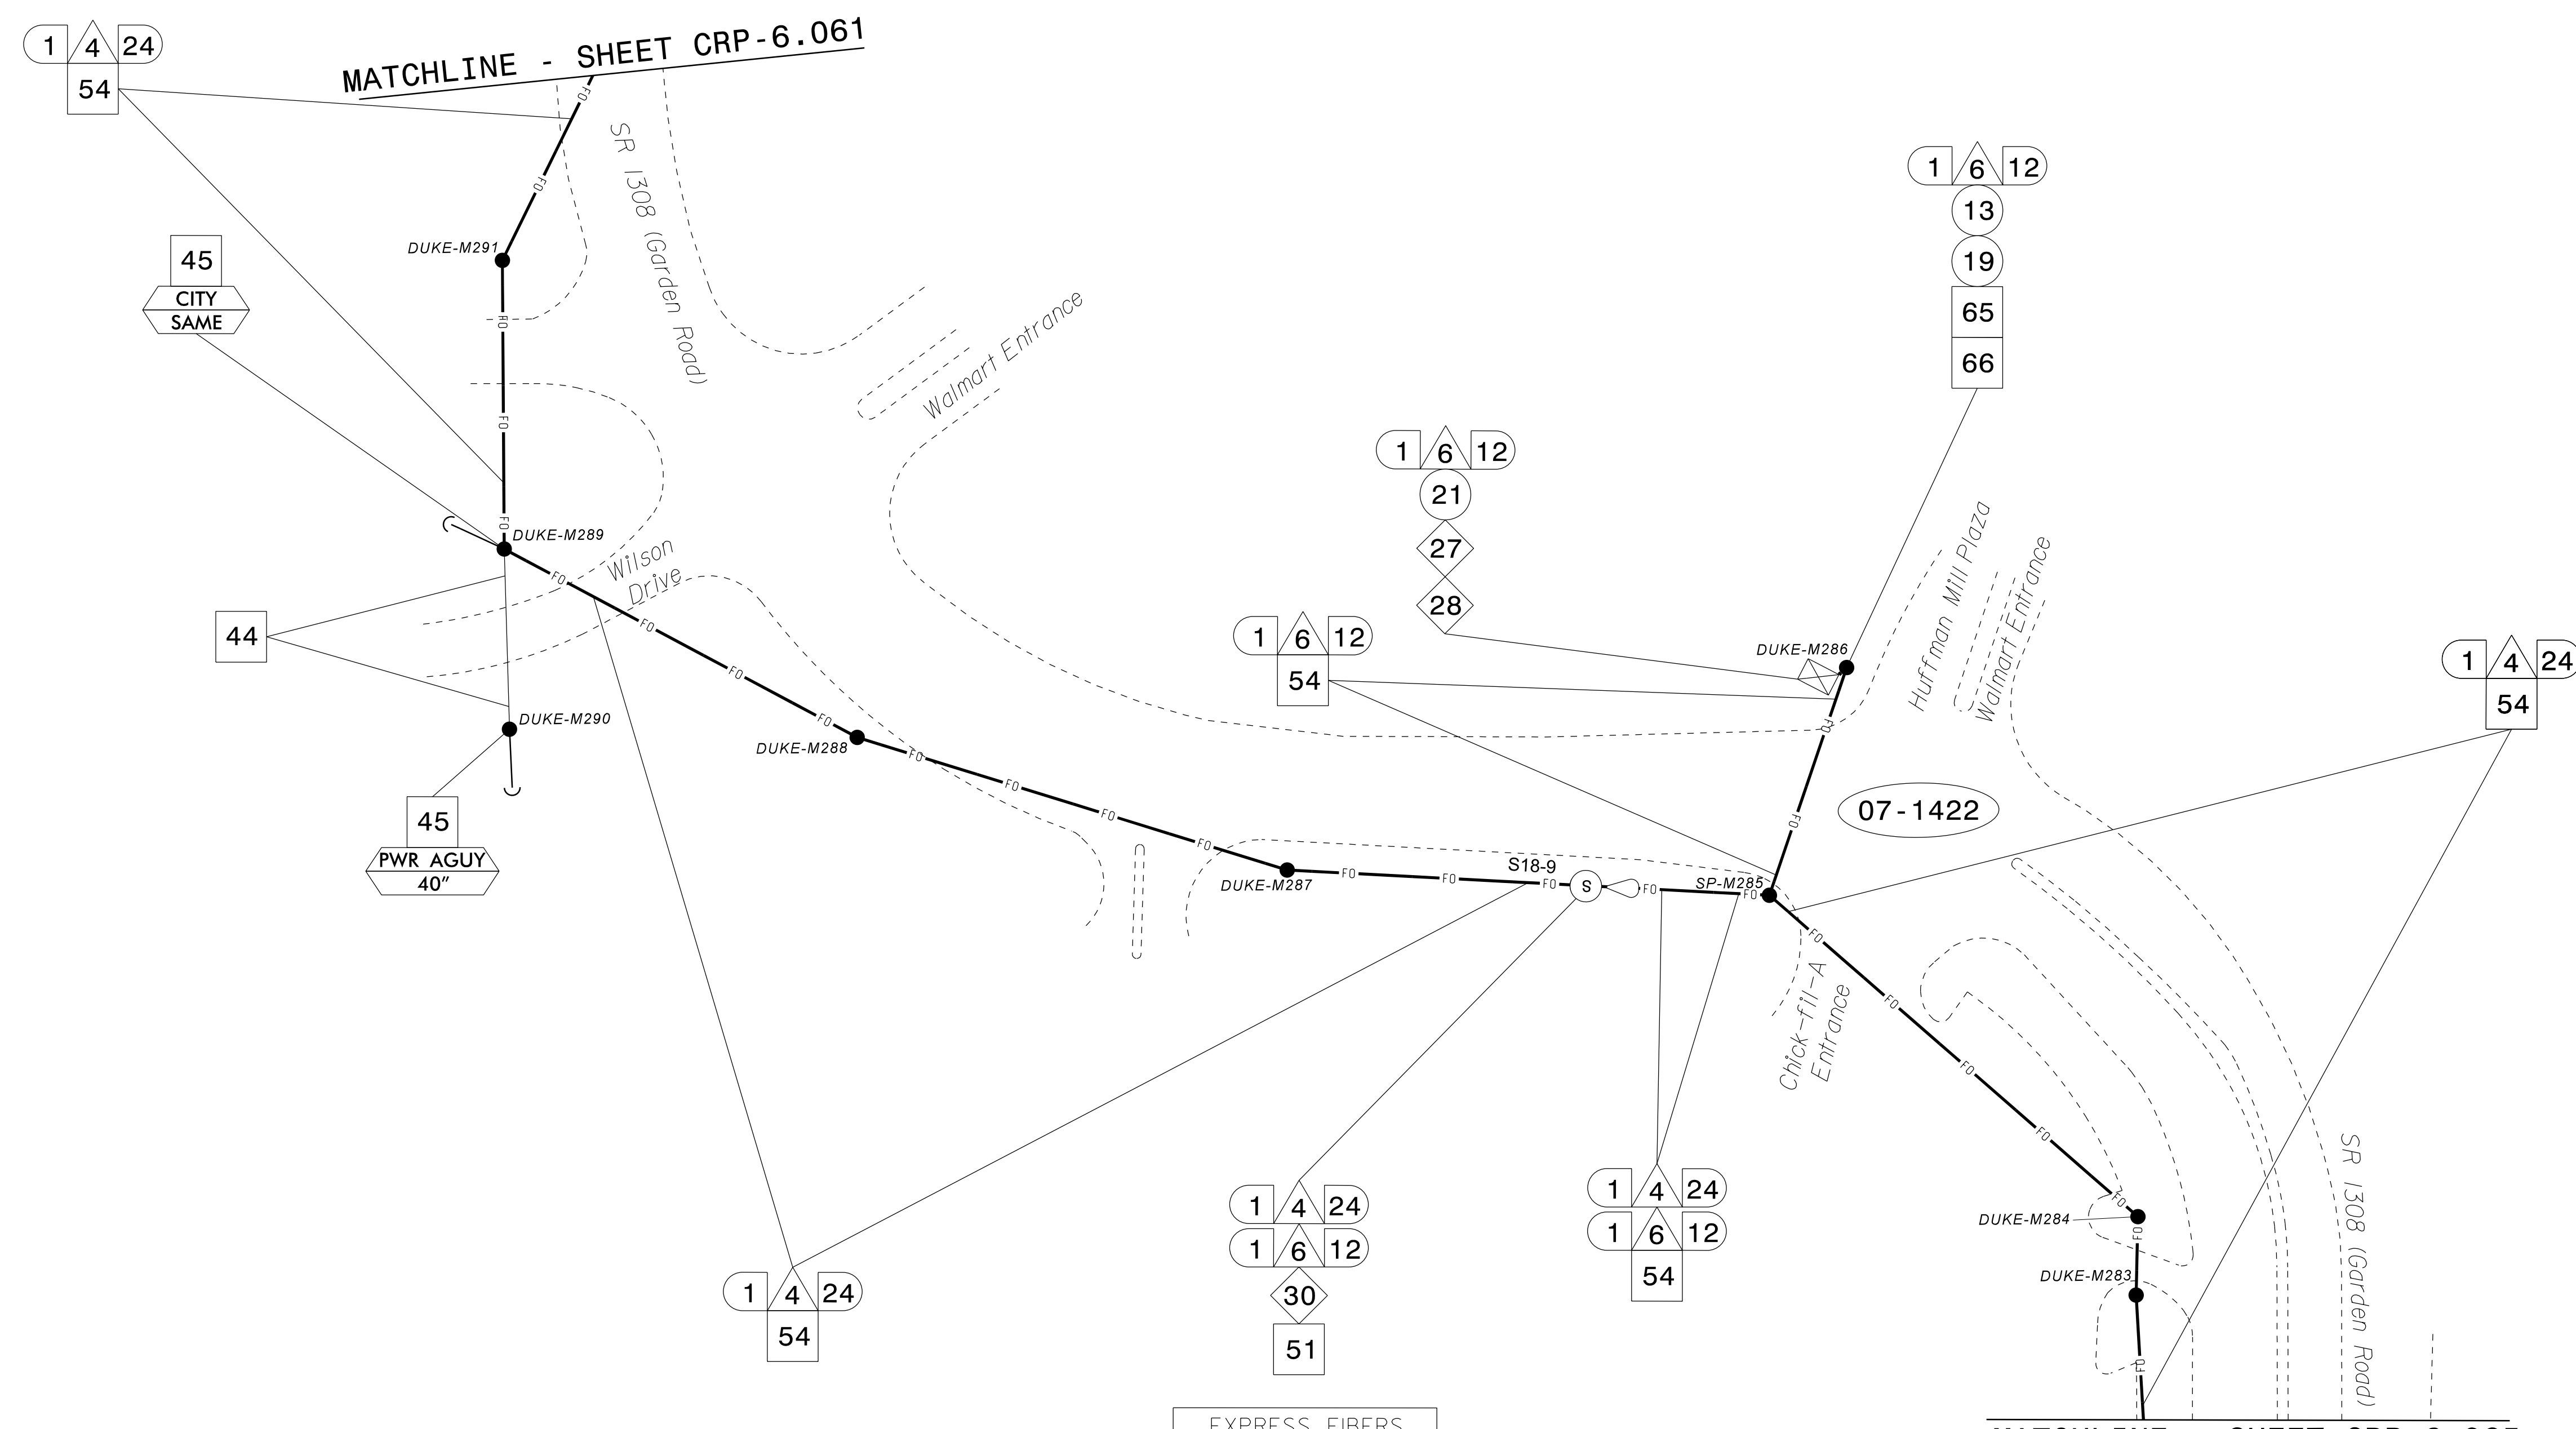 1 4 24
54
MATCHLINE - SHEET CRP-6.061
FO
FO
SR 1308 (Garden Road)
DUKE-M291
45
CITY
SAME
FO
FO
FO
Walmart Entrance
1 6 12
13
19
65
66
1 6 12
21
27
28
DUKE-M289
Wilson
Drive
FO
FO
FO
FO
44
DUKE-M290
45
PWR AGUY
40"
DUKE-M288
FO
FO
FO
FO
1 6 12
54
DUKE-M286
FO
FO
Huffman Mill Plaza
Walmart Entrance
1 4 24
54
07-1422
DUKE-M287
FO
FO
S18-9
FO
S
FO
SP-M285
FO
FO
FO
FO
FO
FO
Chick-fil-A
Entrance
DUKE-M284
FO
DUKE-M283
FO
SR 1308 (Garden Road)
1 4 24
54
1 4 24
1 6 12
30
51
1 4 24
1 6 12
54
EXPRESS FIBERS